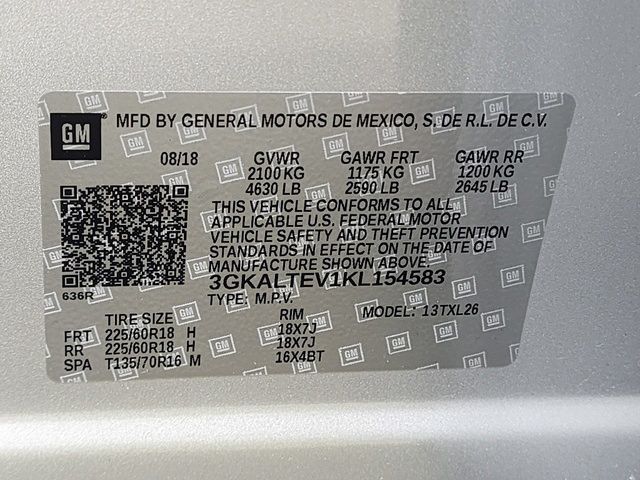 GM MFD BY GENERAL MOTORS DE MEXICO, S. DE R.L. DE C.V.
08/18 GVWR GAWR FRT GAWR RR
2100 KG 1175 KG 1200 KG
4630 LB 2590 LB 2645 LB
THIS VEHICLE CONFORMS TO ALL
APPLICABLE U.S. FEDERAL MOTOR
VEHICLE SAFETY AND THEFT PREVENTION
STANDARDS IN EFFECT ON THE DATE OF
MANUFACTURE SHOWN ABOVE.
636R 3GKALTEV1KL154583
TYPE: M.P.V. MODEL: 13TXL26
TIRE SIZE RIM
FRT 225/60R18 H 18X7J
RR 225/60R18 H 18X7J
SPA T135/70R16 M 16X4BT